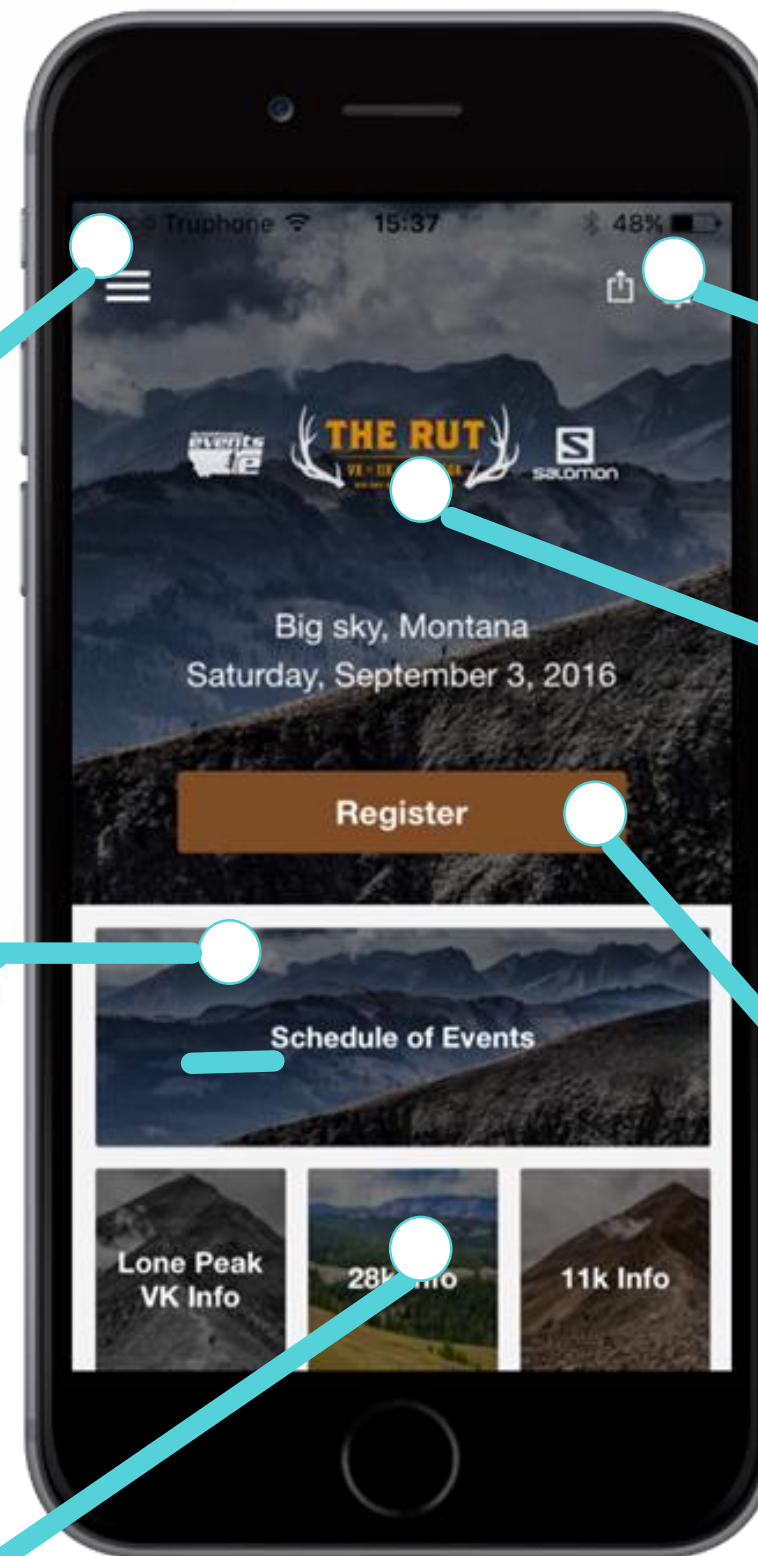 Truphone 15:37 48%
events
THE RUT
SALOMON
Big sky, Montana
Saturday, September 3, 2016
Register
Schedule of Events
Lone Peak
VK Info
28k
11k Info